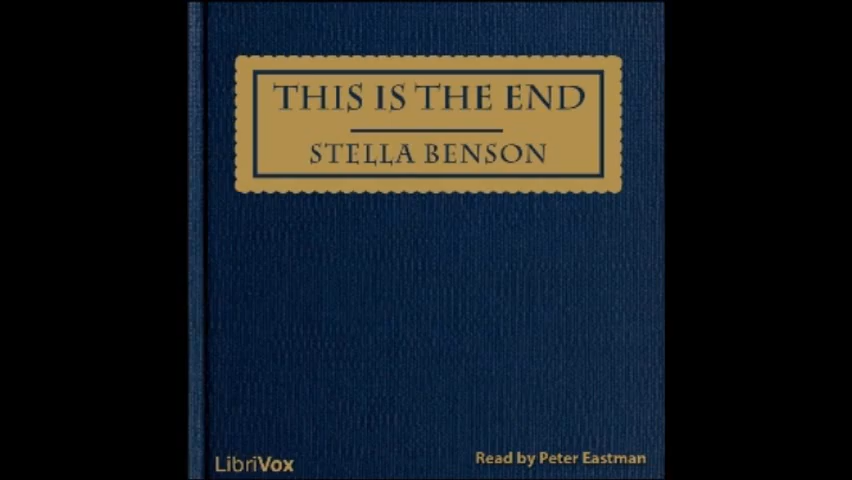 THIS IS THE END
STELLA BENSON
LibriVox
Read by Peter Eastman